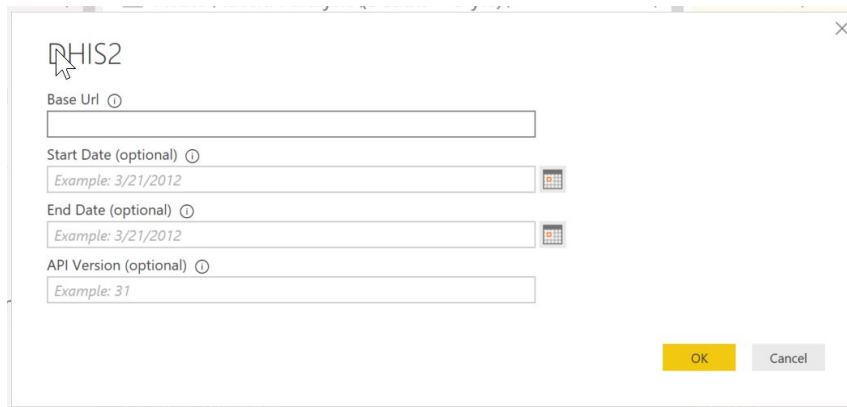 DHIS2
Base Url
Start Date (optional)
Example: 3/21/2012
End Date (optional)
Example: 3/21/2012
API Version (optional)
Example: 31
OK Cancel